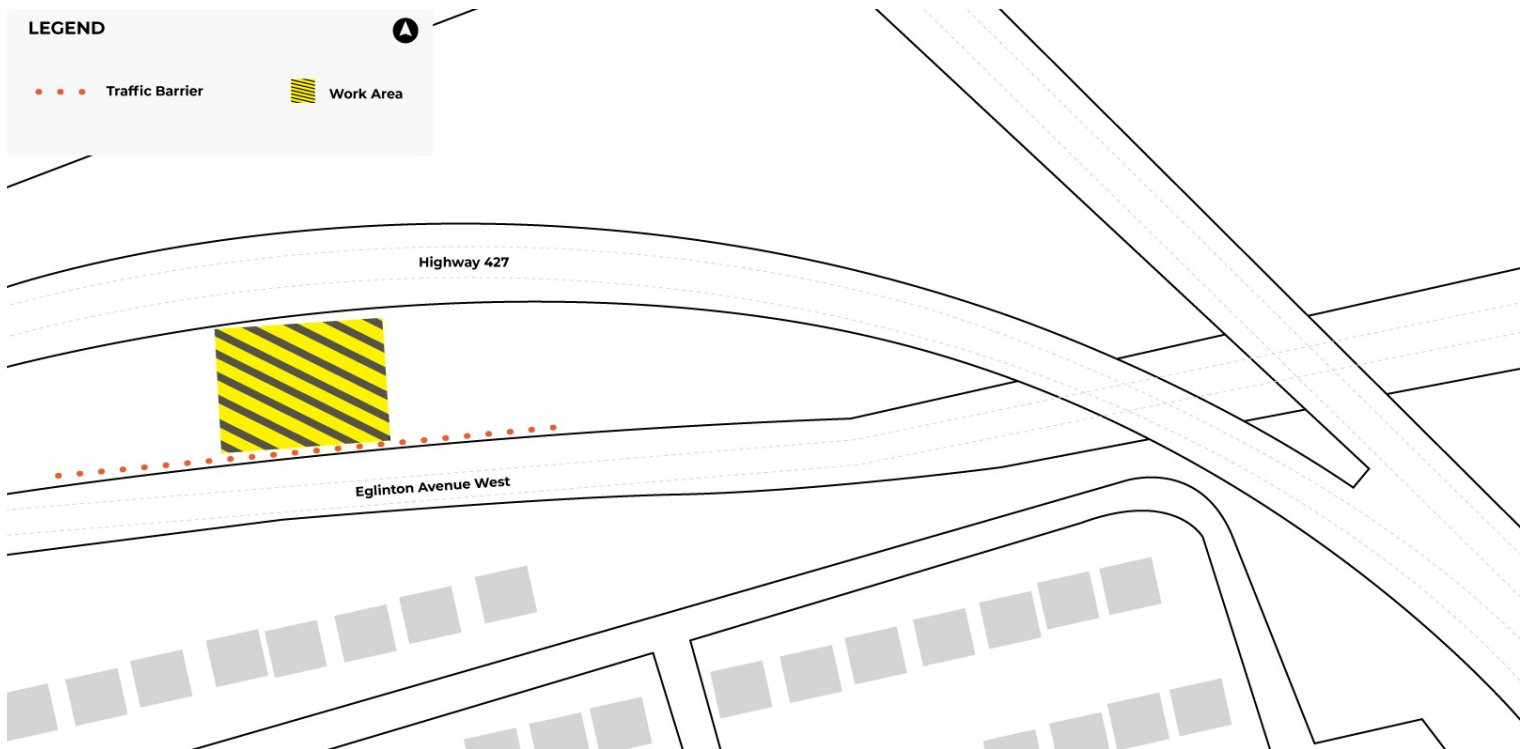 LEGEND
Traffic Barrier
Work Area
Highway 427
Eglinton Avenue West